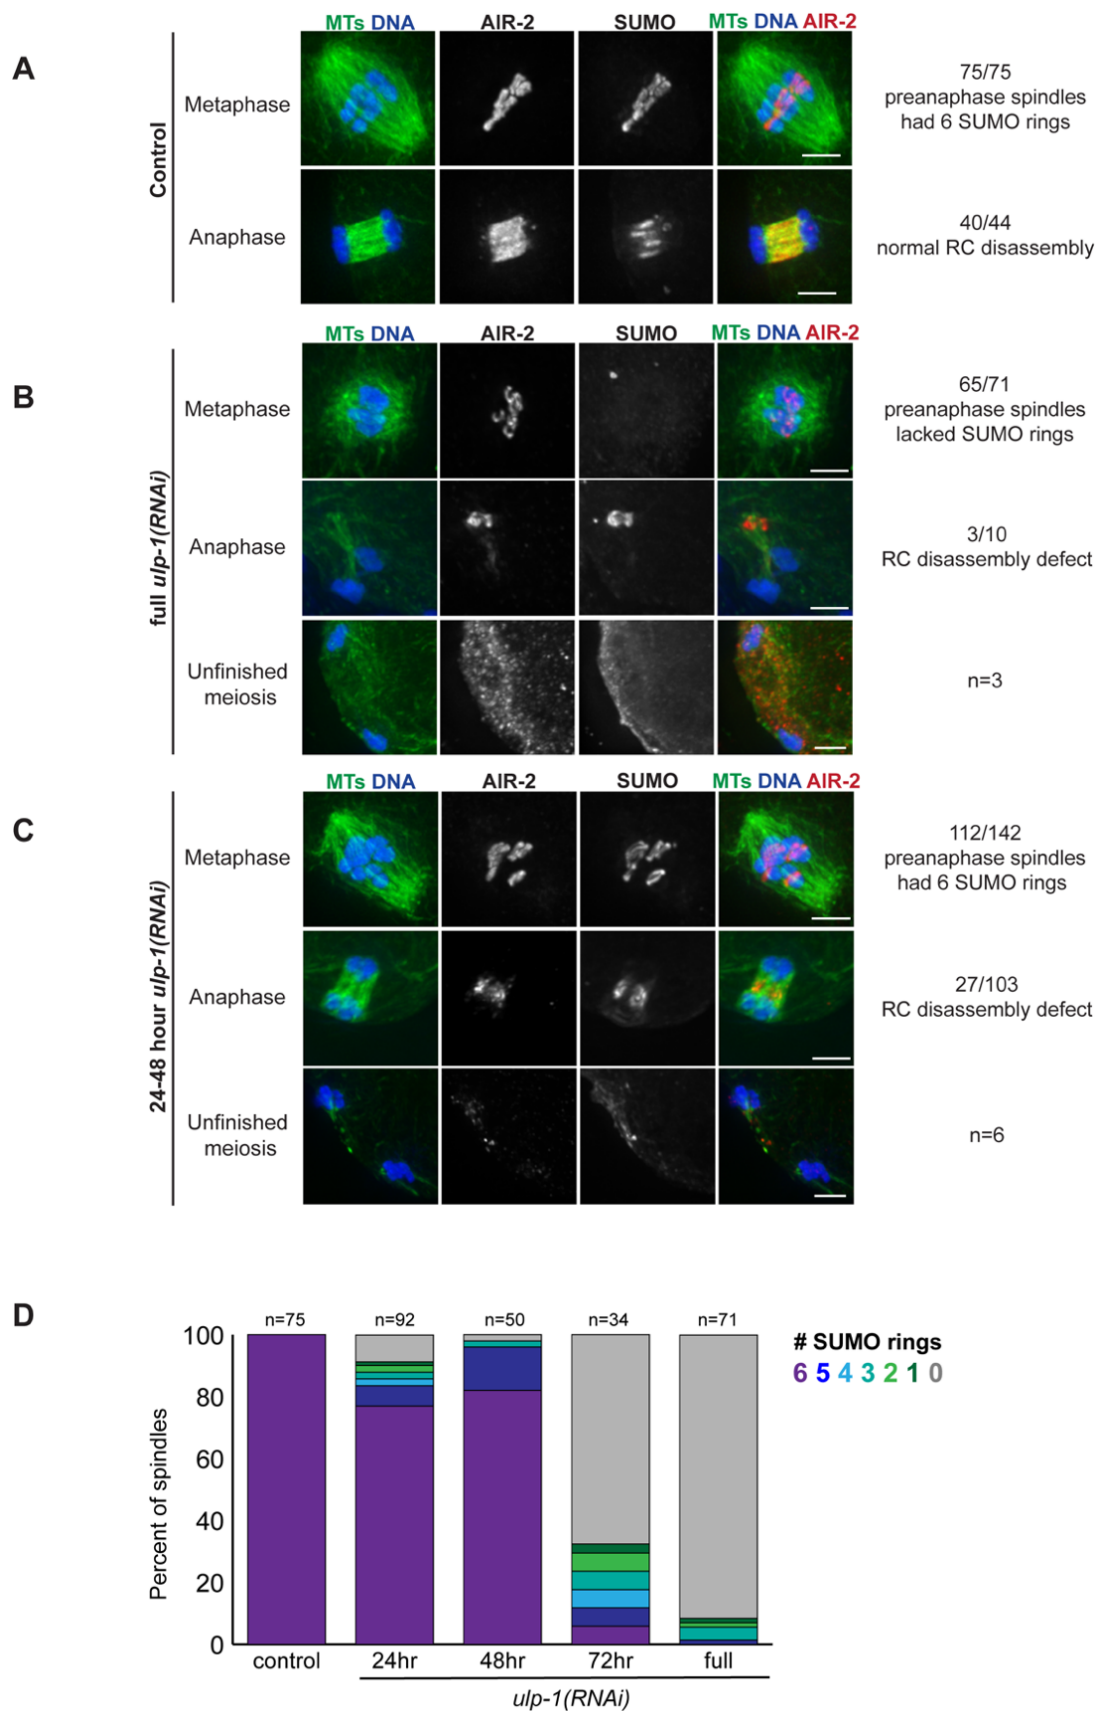 A
MTs DNA AIR-2 SUMO MTs DNA AIR-2
Control
Metaphase
75/75
preanaphase spindles
had 6 SUMO rings
Anaphase
40/44
normal RC disassembly
B
MTs DNA AIR-2 SUMO MTs DNA AIR-2
full ulp-1(RNAi)
Metaphase
65/71
preanaphase spindles
lacked SUMO rings
Anaphase
3/10
RC disassembly defect
Unfinished
meiosis
n=3
C
MTs DNA AIR-2 SUMO MTs DNA AIR-2
24-48 hour ulp-1(RNAi)
Metaphase
112/142
preanaphase spindles
had 6 SUMO rings
Anaphase
27/103
RC disassembly defect
Unfinished
meiosis
n=6
D
n=75 n=92 n=50 n=34 n=71
# SUMO rings
6 5 4 3 2 1 0
Percent of spindles
100
80
60
40
20
0
control 24hr 48hr 72hr full
ulp-1(RNAi)